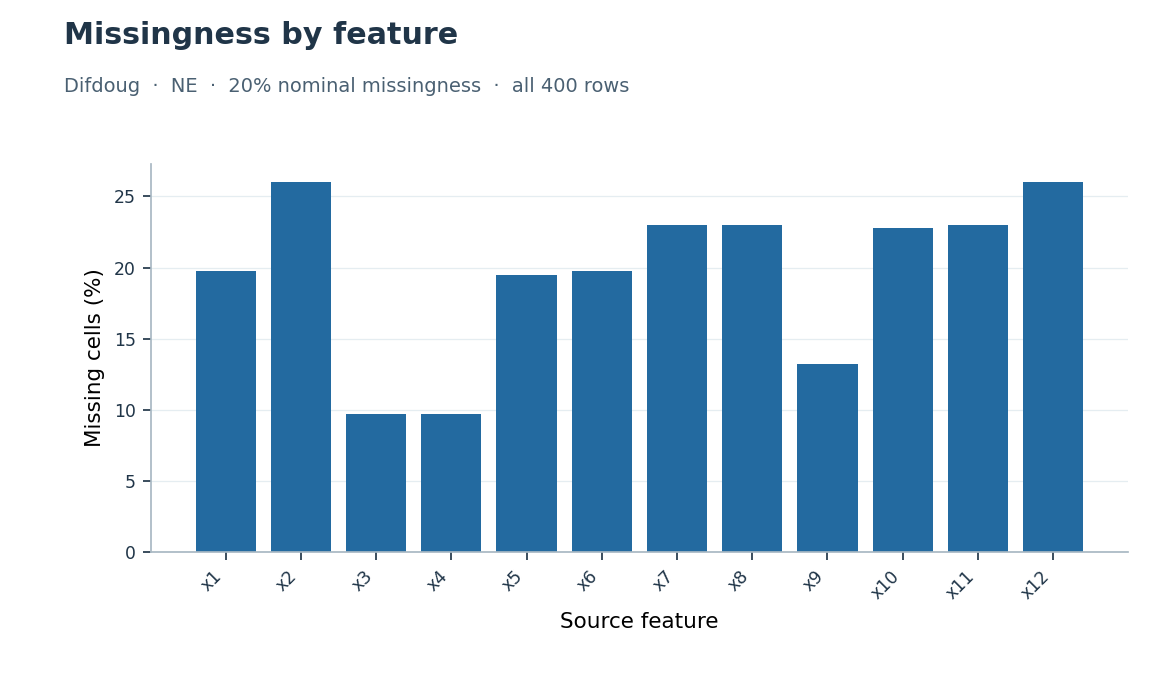 Missingness by feature
Difdoug · NE · 20% nominal missingness · all 400 rows
Missing cells (%)
25
20
15
10
5
0
x1 x2 x3 x4 x5 x6 x7 x8 x9 x10 x11 x12
Source feature